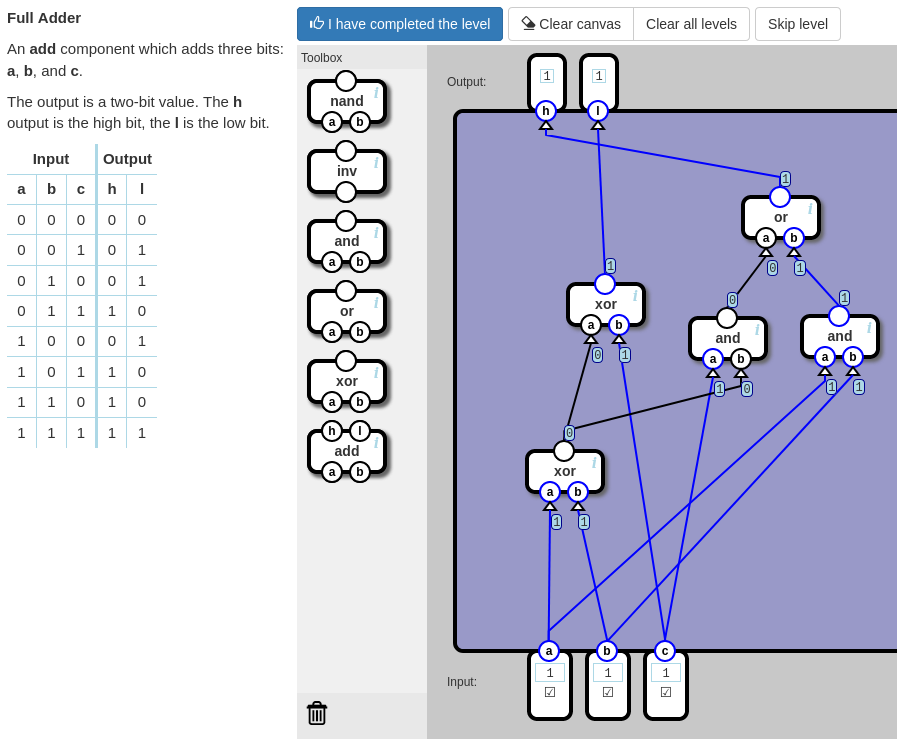 Full Adder
I have completed the level
Clear canvas
Clear all levels
Skip level
An add component which adds three bits:
a, b, and c.
The output is a two-bit value. The h
output is the high bit, the l is the low bit.
Input Output
a b c h l
0 0 0 0 0
0 0 1 0 1
0 1 0 0 1
0 1 1 1 0
1 0 0 0 1
1 0 1 1 0
1 1 0 1 0
1 1 1 1 1
Toolbox
nand i
a b
inv i
and i
a b
or i
a b
xor i
a b
h l
add i
a b
Output:
1 1
h l
1
or i
a b
0 1
1
xor i
a b
0 1
0
and i
a b
1 0
1
and i
a b
1 1
0
xor i
a b
1 1
a b c
Input:
1 1 1